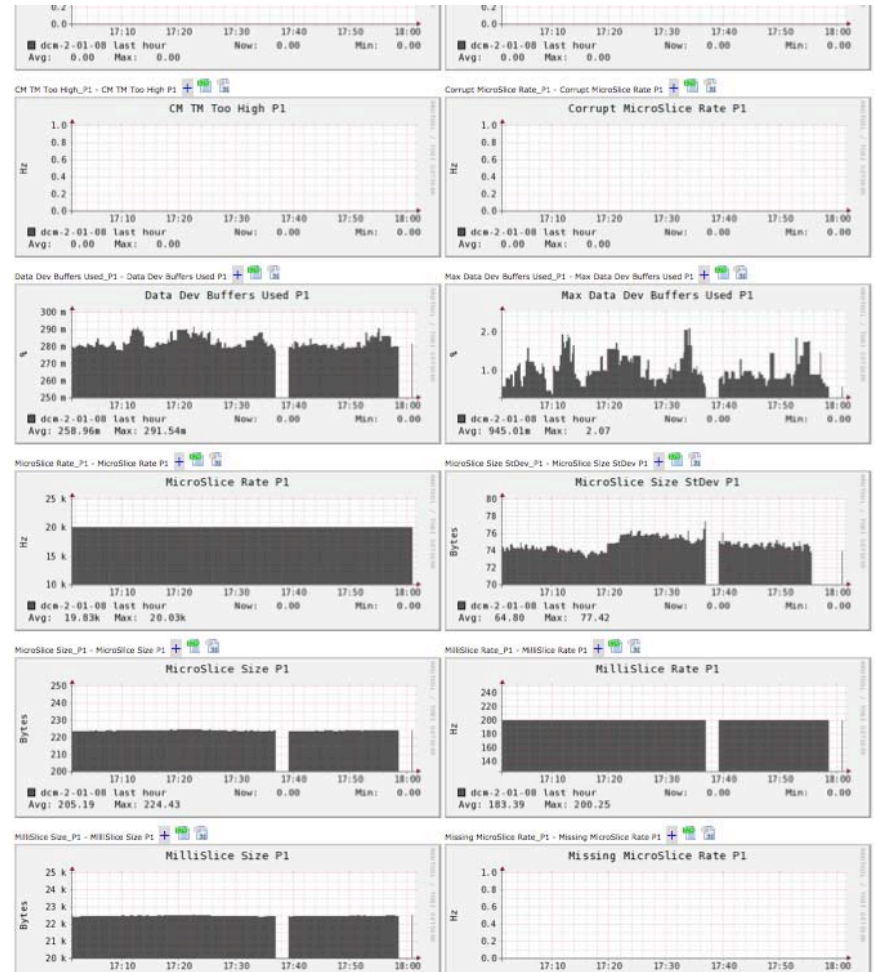 0.2 0.2
0.0 0.0
17:10 17:20 17:30 17:40 17:50 18:00 17:10 17:20 17:30 17:40 17:50 18:00
dcm-2-01-08 last hour Now: 0.00 Min: 0.00 dcm-2-01-08 last hour Now: 0.00 Min: 0.00
Avg: 0.00 Max: 0.00 Avg: 0.00 Max: 0.00
CM TM Too High_P1 - CM TM Too High P1 + Corrupt MicroSlice Rate_P1 - Corrupt MicroSlice Rate P1 +
CM TM Too High P1 Corrupt MicroSlice Rate P1
1.0 1.0
0.8 0.8
0.6 0.6
Hz Hz
0.4 0.4
0.2 0.2
0.0 0.0
17:10 17:20 17:30 17:40 17:50 18:00 17:10 17:20 17:30 17:40 17:50 18:00
dcm-2-01-08 last hour Now: 0.00 Min: 0.00 dcm-2-01-08 last hour Now: 0.00 Min: 0.00
Avg: 0.00 Max: 0.00 Avg: 0.00 Max: 0.00
Data Dev Buffers Used_P1 - Data Dev Buffers Used P1 + Max Data Dev Buffers Used_P1 - Max Data Dev Buffers Used P1 +
Data Dev Buffers Used P1 Max Data Dev Buffers Used P1
300 m
290 m 2.0
280 m
% %
270 m 1.0
260 m
250 m
17:10 17:20 17:30 17:40 17:50 18:00 17:10 17:20 17:30 17:40 17:50 18:00
dcm-2-01-08 last hour Now: 0.00 Min: 0.00 dcm-2-01-08 last hour Now: 0.00 Min: 0.00
Avg: 258.96m Max: 291.54m Avg: 945.01m Max: 2.07
MicroSlice Rate_P1 - MicroSlice Rate P1 + MicroSlice Size StDev_P1 - MicroSlice Size StDev P1 +
MicroSlice Rate P1 MicroSlice Size StDev P1
25 k 80
78
20 k 76
Hz Bytes
15 k 74
72
10 k 70
17:10 17:20 17:30 17:40 17:50 18:00 17:10 17:20 17:30 17:40 17:50 18:00
dcm-2-01-08 last hour Now: 0.00 Min: 0.00 dcm-2-01-08 last hour Now: 0.00 Min: 0.00
Avg: 19.83k Max: 20.03k Avg: 64.80 Max: 77.42
MicroSlice Size_P1 - MicroSlice Size P1 + MilliSlice Rate_P1 - MilliSlice Rate P1 +
MicroSlice Size P1 MilliSlice Rate P1
250 240
240 220
230 200
Bytes Hz
220 180
210 160
200 140
17:10 17:20 17:30 17:40 17:50 18:00 17:10 17:20 17:30 17:40 17:50 18:00
dcm-2-01-08 last hour Now: 0.00 Min: 0.00 dcm-2-01-08 last hour Now: 0.00 Min: 0.00
Avg: 205.19 Max: 224.43 Avg: 183.39 Max: 200.25
MilliSlice Size_P1 - MilliSlice Size P1 + Missing MicroSlice Rate_P1 - Missing MicroSlice Rate P1 +
MilliSlice Size P1 Missing MicroSlice Rate P1
25 k 1.0
24 k 0.8
23 k 0.6
Bytes Hz
22 k 0.4
21 k 0.2
20 k 0.0
17:10 17:20 17:30 17:40 17:50 18:00 17:10 17:20 17:30 17:40 17:50 18:00